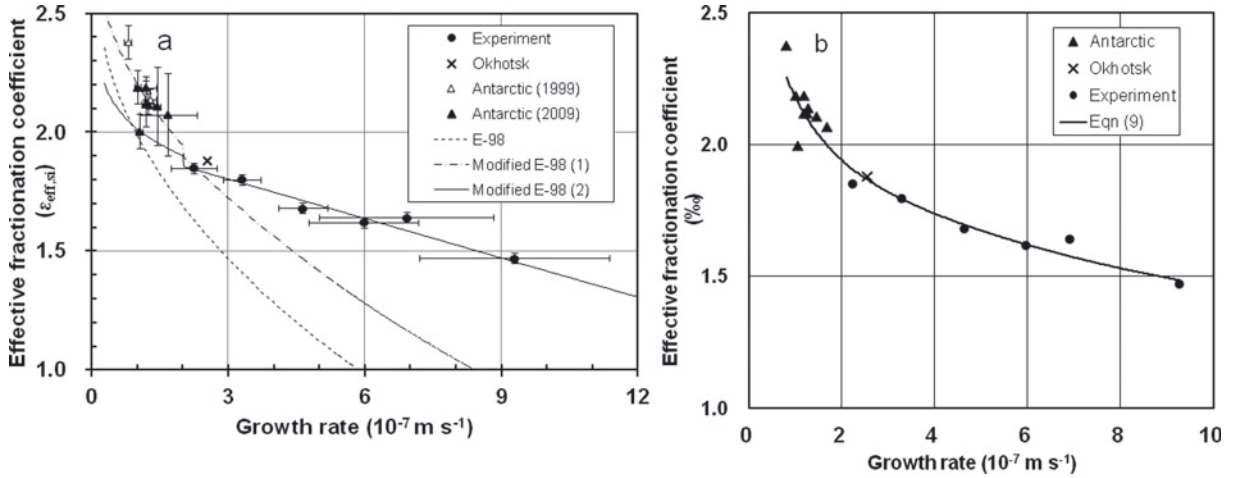 2.5
2.0
1.5
1.0
Effective fractionation coefficient
(εeff,si)
a
Experiment
Okhotsk
Antarctic (1999)
Antarctic (2009)
E-98
Modified E-98 (1)
Modified E-98 (2)
0 3 6 9 12
Growth rate (10⁻⁷ m s⁻¹)
2.5
2.0
1.5
1.0
Effective fractionation coefficient
(‰)
b
Antarctic
Okhotsk
Experiment
Eqn (9)
0 2 4 6 8 10
Growth rate (10⁻⁷ m s⁻¹)